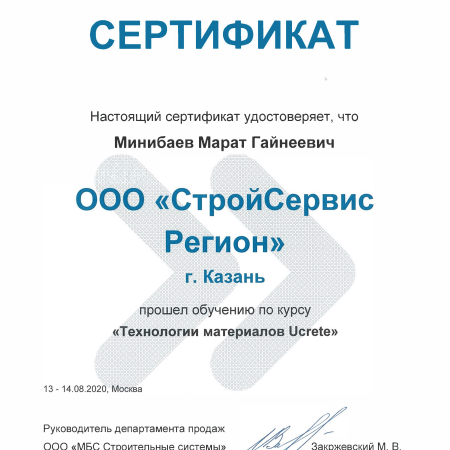 СЕРТИФИКАТ
Настоящий сертификат удостоверяет, что
Минибаев Марат Гайнеевич
ООО «СтройСервис
Регион»
г. Казань
прошел обучению по курсу
«Технологии материалов Ucrete»
13 - 14.08.2020, Москва
Руководитель департамента продаж
ООО «МБС Строительные системы»
Закржевский М. В.